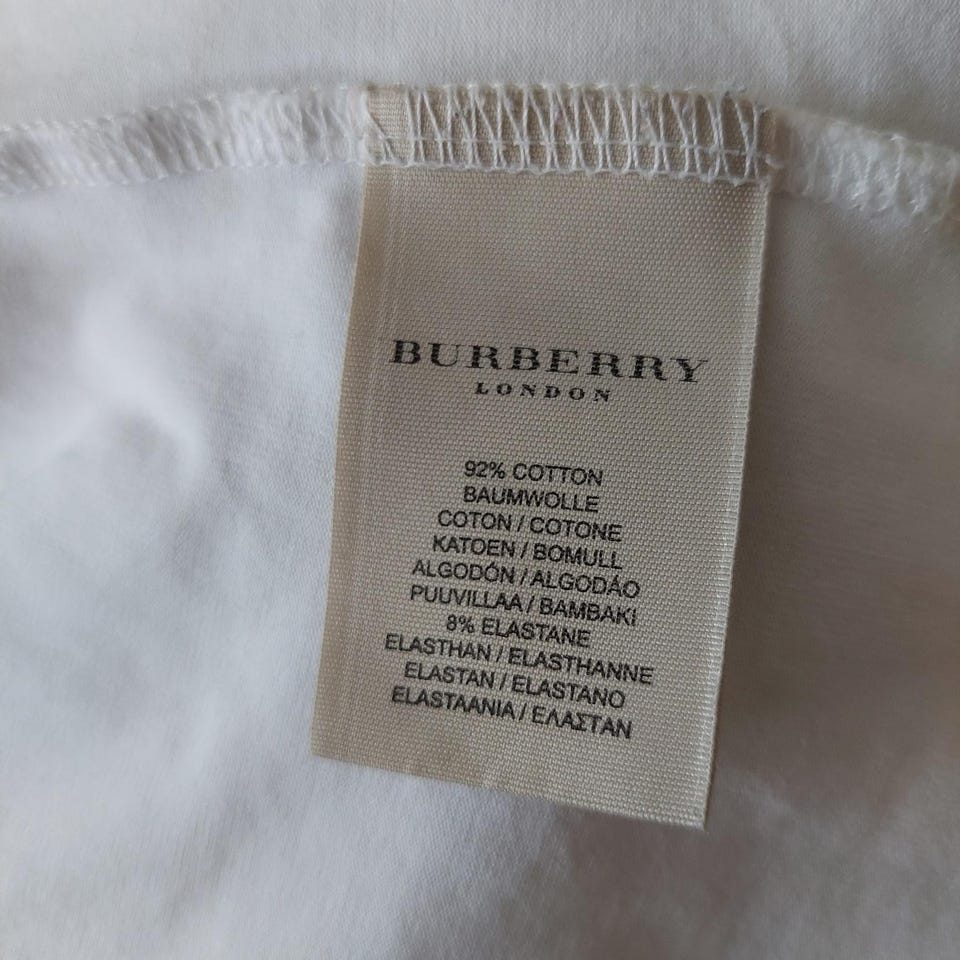 BURBERRY
LONDON
92% COTTON
BAUMWOLLE
COTON / COTONE
KATOEN / BOMULL
ALGODÓN / ALGODÃO
PUUVILLAA / BAMBAKI
8% ELASTANE
ELASTHAN / ELASTHANNE
ELASTAN / ELASTANO
ELASTAANIA / ΕΛΑΣΤΑΝ